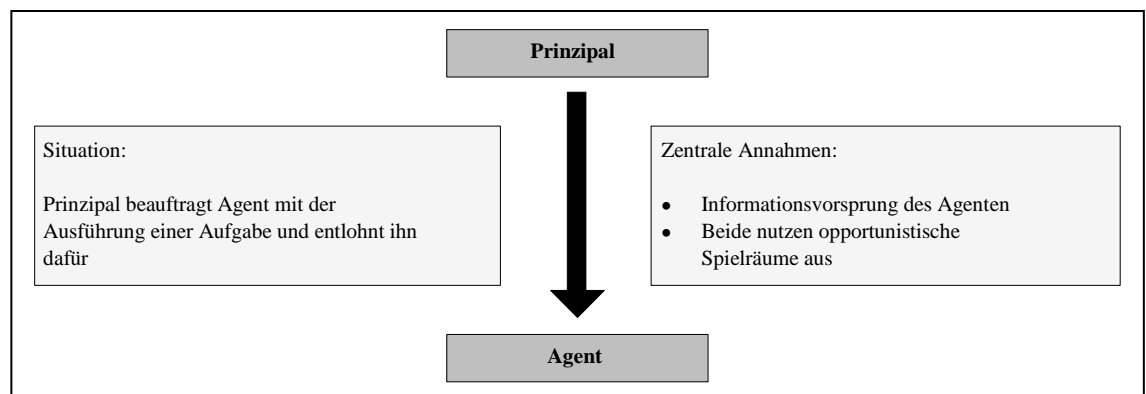 Prinzipal
Situation:
Prinzipal beauftragt Agent mit der
Ausführung einer Aufgabe und entlohnt ihn
dafür
Zentrale Annahmen:
● Informationsvorsprung des Agenten
● Beide nutzen opportunistische
Spielräume aus
Agent